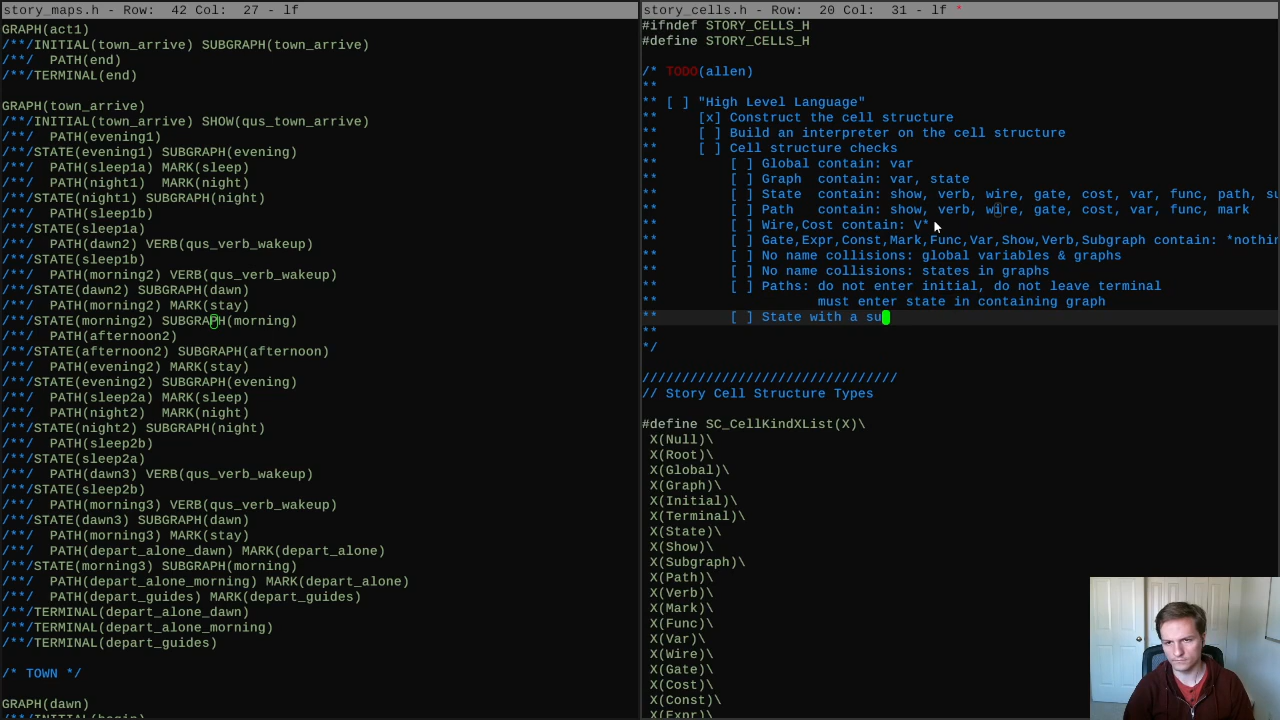 story_maps.h - Row:  42 Col:  27 - lf
GRAPH(act1)
/**/INITIAL(town_arrive) SUBGRAPH(town_arrive)
/**/  PATH(end)
/**/TERMINAL(end)
GRAPH(town_arrive)
/**/INITIAL(town_arrive) SHOW(qus_town_arrive)
/**/  PATH(evening1)
/**/STATE(evening1) SUBGRAPH(evening)
/**/  PATH(sleep1a) MARK(sleep)
/**/  PATH(night1)  MARK(night)
/**/STATE(night1) SUBGRAPH(night)
/**/  PATH(sleep1b)
/**/STATE(sleep1a)
/**/  PATH(dawn2) VERB(qus_verb_wakeup)
/**/STATE(sleep1b)
/**/  PATH(morning2) VERB(qus_verb_wakeup)
/**/STATE(dawn2) SUBGRAPH(dawn)
/**/  PATH(morning2) MARK(stay)
/**/STATE(morning2) SUBGRAPH(morning)
/**/  PATH(afternoon2)
/**/STATE(afternoon2) SUBGRAPH(afternoon)
/**/  PATH(evening2) MARK(stay)
/**/STATE(evening2) SUBGRAPH(evening)
/**/  PATH(sleep2a) MARK(sleep)
/**/  PATH(night2)  MARK(night)
/**/STATE(night2) SUBGRAPH(night)
/**/  PATH(sleep2b)
/**/STATE(sleep2a)
/**/  PATH(dawn3) VERB(qus_verb_wakeup)
/**/STATE(sleep2b)
/**/  PATH(morning3) VERB(qus_verb_wakeup)
/**/STATE(dawn3) SUBGRAPH(dawn)
/**/  PATH(morning3) MARK(stay)
/**/  PATH(depart_alone_dawn) MARK(depart_alone)
/**/STATE(morning3) SUBGRAPH(morning)
/**/  PATH(depart_alone_morning) MARK(depart_alone)
/**/  PATH(depart_guides) MARK(depart_guides)
/**/TERMINAL(depart_alone_dawn)
/**/TERMINAL(depart_alone_morning)
/**/TERMINAL(depart_guides)
/* TOWN */
GRAPH(dawn)
/**/INITIAL(begin)
story_cells.h - Row:  20 Col:  31 - lf *
#ifndef STORY_CELLS_H
#define STORY_CELLS_H
/* TODO(allen)
**
** [ ] "High Level Language"
**     [x] Construct the cell structure
**     [ ] Build an interpreter on the cell structure
**     [ ] Cell structure checks
**         [ ] Global contain: var
**         [ ] Graph  contain: var, state
**         [ ] State  contain: show, verb, wire, gate, cost, var, func, path, su
**         [ ] Path   contain: show, verb, wire, gate, cost, var, func, mark
**         [ ] Wire,Cost contain: V*
**         [ ] Gate,Expr,Const,Mark,Func,Var,Show,Verb,Subgraph contain: *nothin
**         [ ] No name collisions: global variables & graphs
**         [ ] No name collisions: states in graphs
**         [ ] Paths: do not enter initial, do not leave terminal
**                    must enter state in containing graph
**         [ ] State with a su
**
*/
////////////////////////////////
// Story Cell Structure Types
#define SC_CellKindXList(X)\
X(Null)\
X(Root)\
X(Global)\
X(Graph)\
X(Initial)\
X(Terminal)\
X(State)\
X(Show)\
X(Subgraph)\
X(Path)\
X(Verb)\
X(Mark)\
X(Func)\
X(Var)\
X(Wire)\
X(Gate)\
X(Cost)\
X(Const)\
X(Expr)\